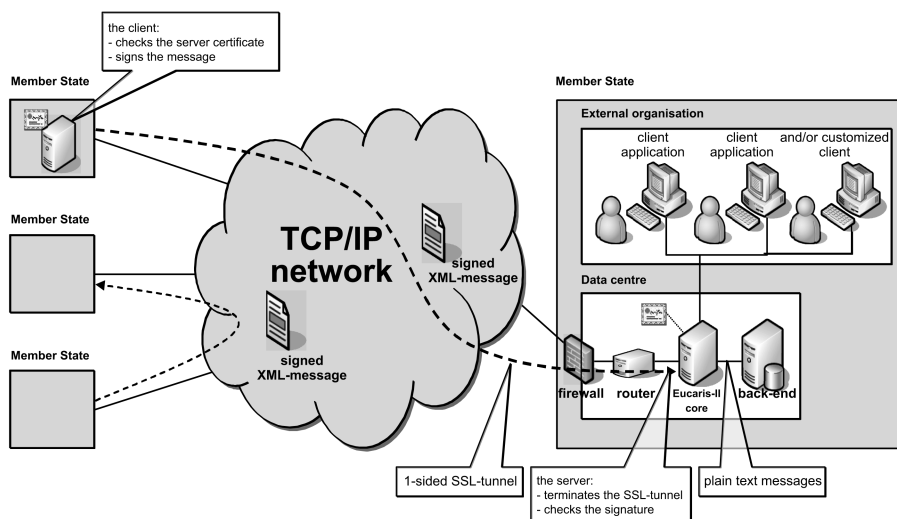 the client:
- checks the server certificate
- signs the message
Member State
Member State
External organisation
client
application
client
application
and/or customized
client
TCP/IP
network
signed
XML-message
Member State
Data centre
signed
XML-message
Member State
firewall
router
Eucaris-II
core
back-end
1-sided SSL-tunnel
the server:
- terminates the SSL-tunnel
- checks the signature
plain text messages